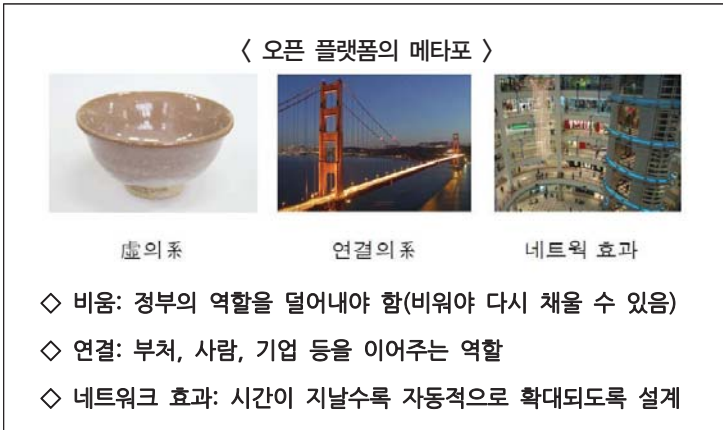 〈 오픈 플랫폼의 메타포 〉
虛의系 연결의系 네트웍 효과
◇ 비움: 정부의 역할을 덜어내야 함(비워야 다시 채울 수 있음)
◇ 연결: 부처, 사람, 기업 등을 이어주는 역할
◇ 네트워크 효과: 시간이 지날수록 자동적으로 확대되도록 설계